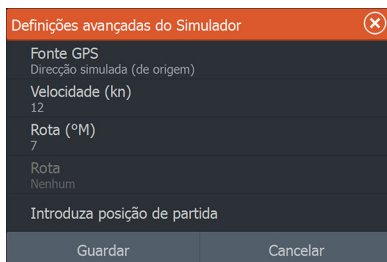 Definições avançadas do Simulador
Fonte GPS
Direcção simulada (de origem)
Velocidade (kn)
12
Rota (°M)
7
Rota
Nenhum
Introduza posição de partida
Guardar
Cancelar